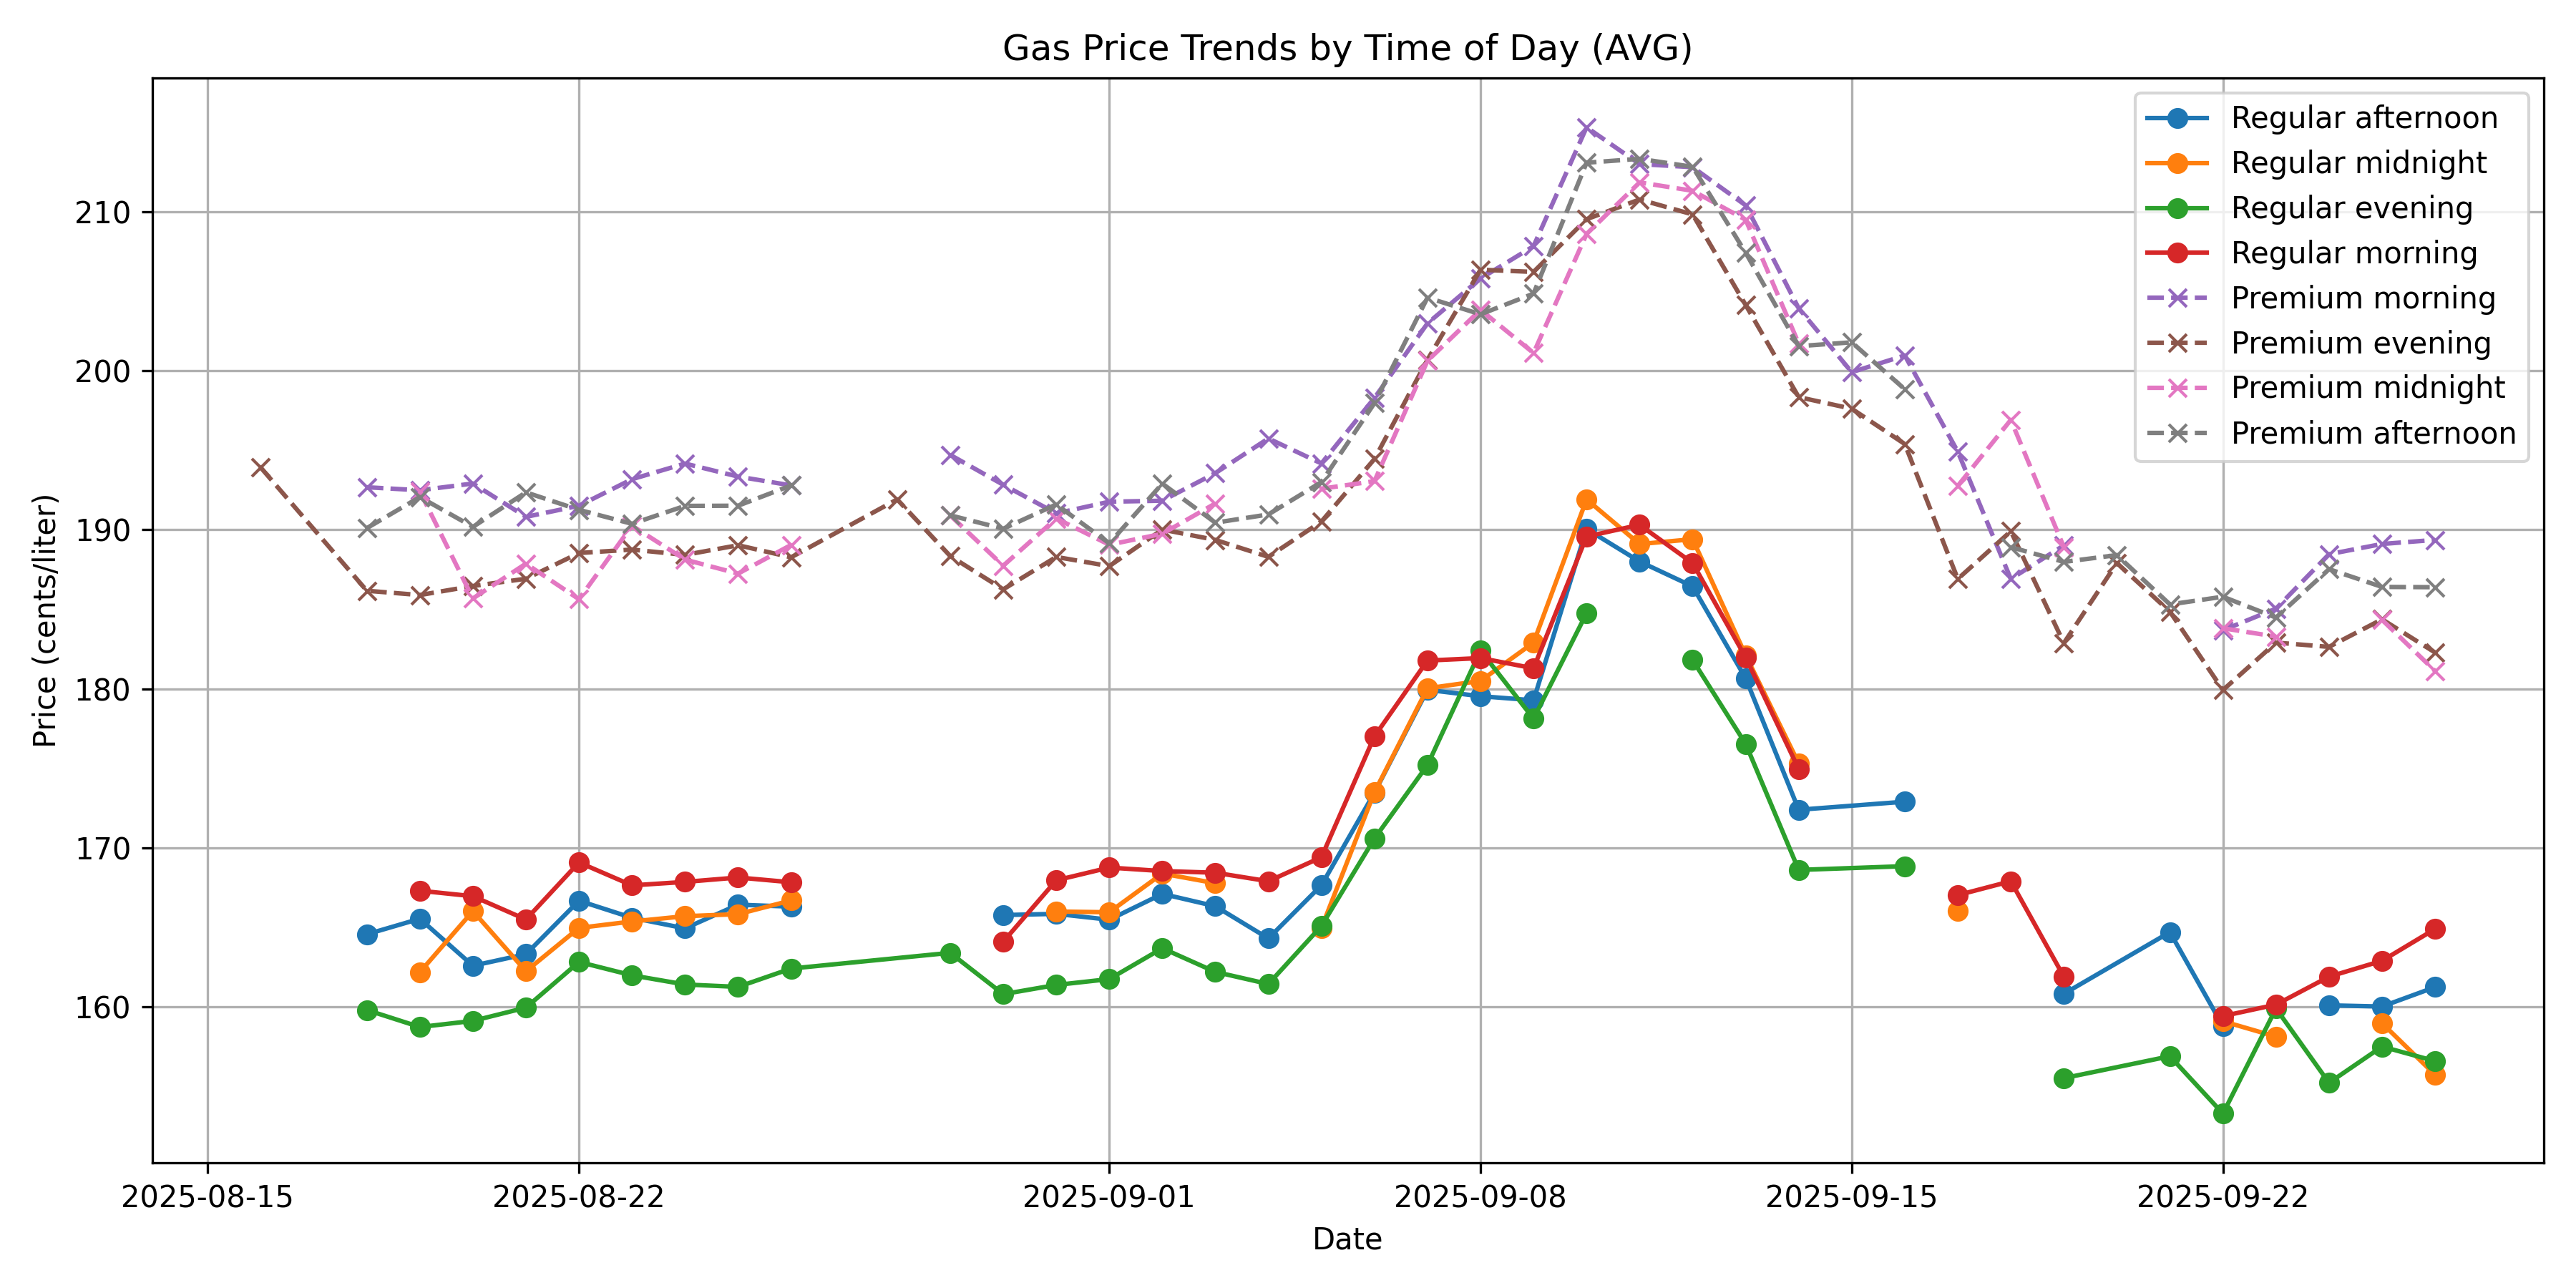 Gas Price Trends by Time of Day (AVG)
Regular afternoon
Regular midnight
Regular evening
Regular morning
Premium morning
Premium evening
Premium midnight
Premium afternoon
Price (cents/liter)
210
200
190
180
170
160
2025-08-15
2025-08-22
2025-09-01
2025-09-08
2025-09-15
2025-09-22
Date